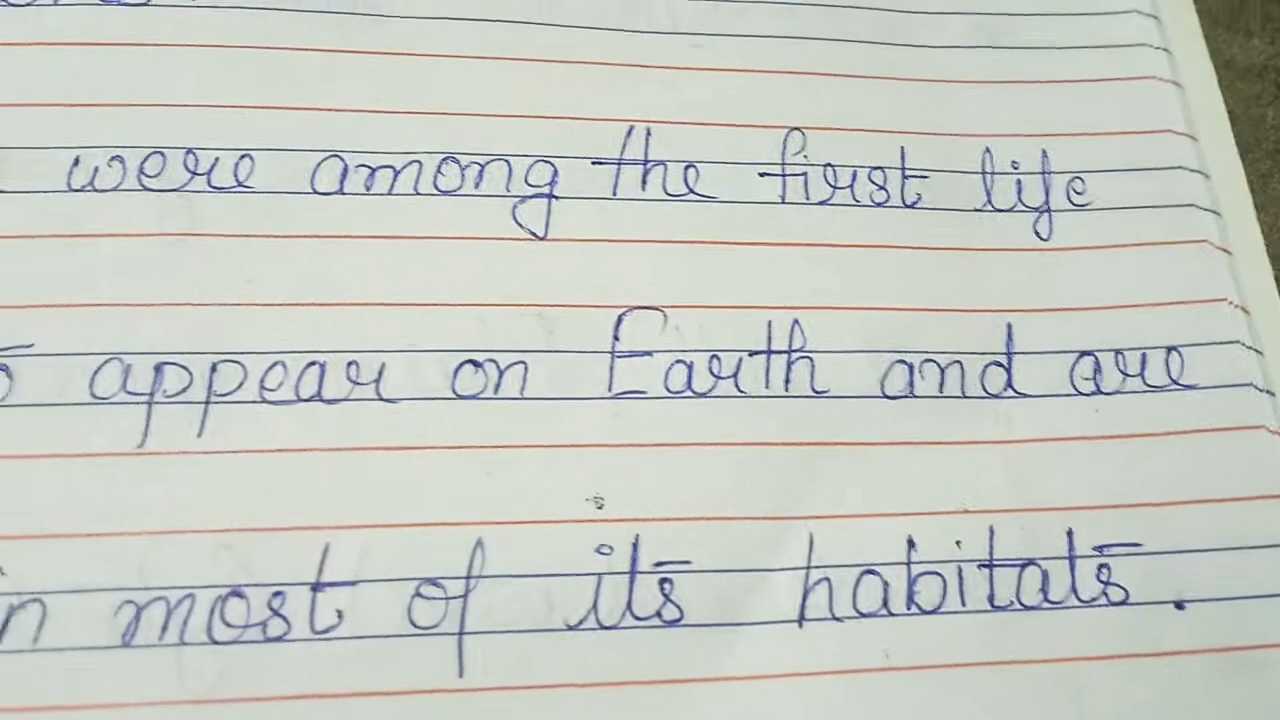 were among the first life
appear on Earth and are
most of its habitats.